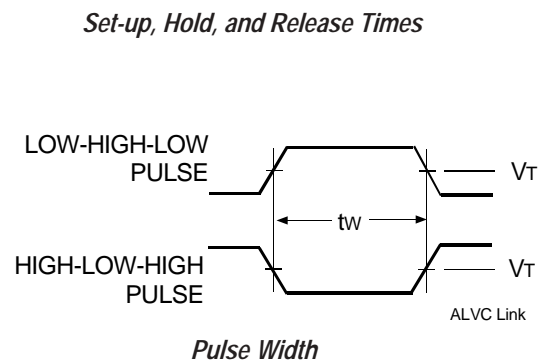 Set-up, Hold, and Release Times
LOW-HIGH-LOW
PULSE
VT
tW
HIGH-LOW-HIGH
PULSE
VT
ALVC Link
Pulse Width